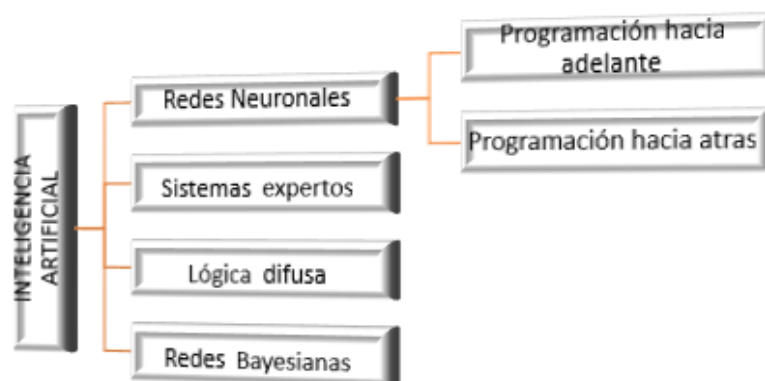 INTELIGENCIA
ARTIFICIAL
Redes Neuronales
Programación hacia
adelante
Programación hacia atras
Sistemas expertos
Lógica difusa
Redes Bayesianas